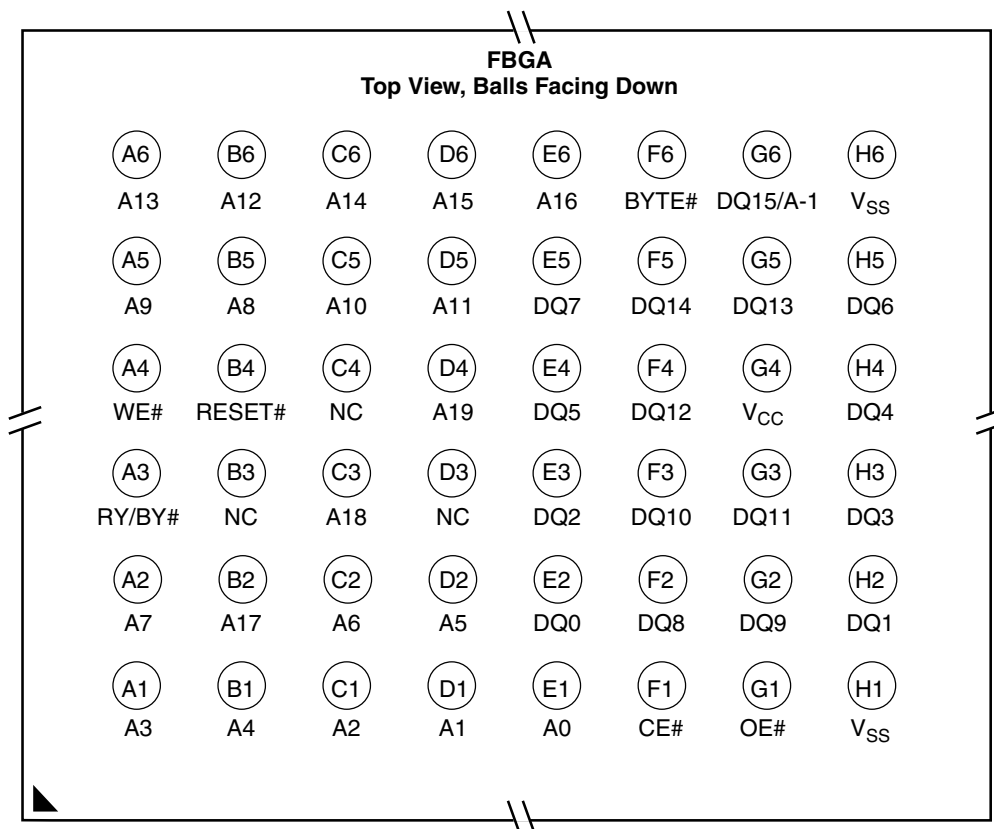 FBGA
Top View, Balls Facing Down
A6 B6 C6 D6 E6 F6 G6 H6
A13 A12 A14 A15 A16 BYTE# DQ15/A-1 VSS
A5 B5 C5 D5 E5 F5 G5 H5
A9 A8 A10 A11 DQ7 DQ14 DQ13 DQ6
A4 B4 C4 D4 E4 F4 G4 H4
WE# RESET# NC A19 DQ5 DQ12 VCC DQ4
A3 B3 C3 D3 E3 F3 G3 H3
RY/BY# NC A18 NC DQ2 DQ10 DQ11 DQ3
A2 B2 C2 D2 E2 F2 G2 H2
A7 A17 A6 A5 DQ0 DQ8 DQ9 DQ1
A1 B1 C1 D1 E1 F1 G1 H1
A3 A4 A2 A1 A0 CE# OE# VSS